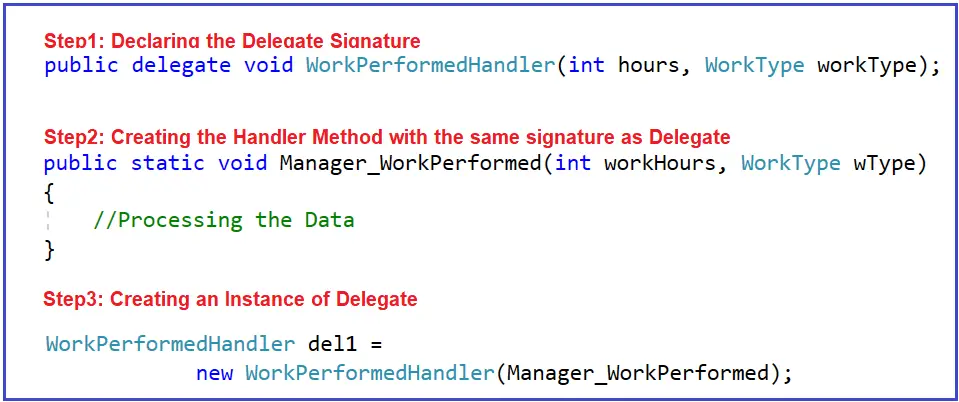 Step1: Declaring the Delegate Signature
public delegate void WorkPerformedHandler(int hours, WorkType workType);
Step2: Creating the Handler Method with the same signature as Delegate
public static void Manager_WorkPerformed(int workHours, WorkType wType)
{
//Processing the Data
}
Step3: Creating an Instance of Delegate
WorkPerformedHandler del1 =
new WorkPerformedHandler(Manager_WorkPerformed);